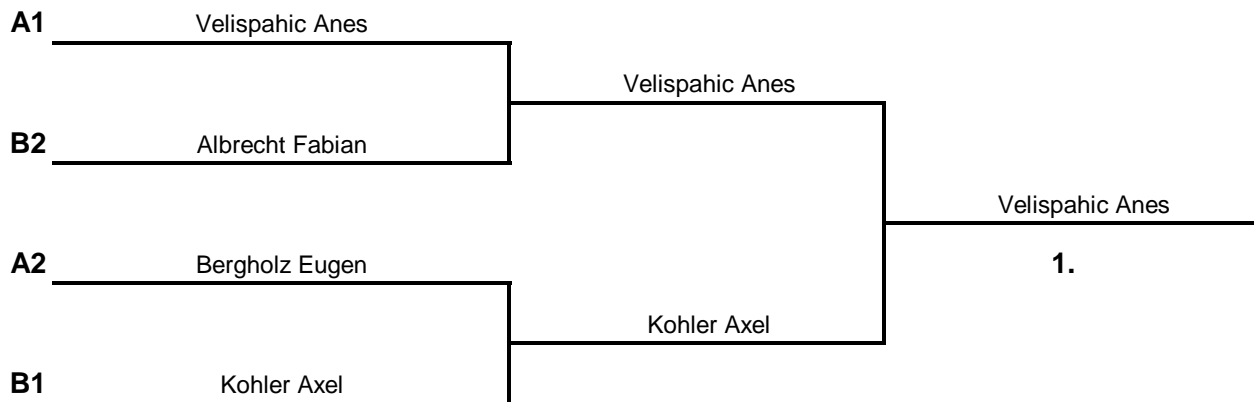 A1 Velispahic Anes
Velispahic Anes
B2 Albrecht Fabian
Velispahic Anes
A2 Bergholz Eugen 1.
Kohler Axel
B1 Kohler Axel